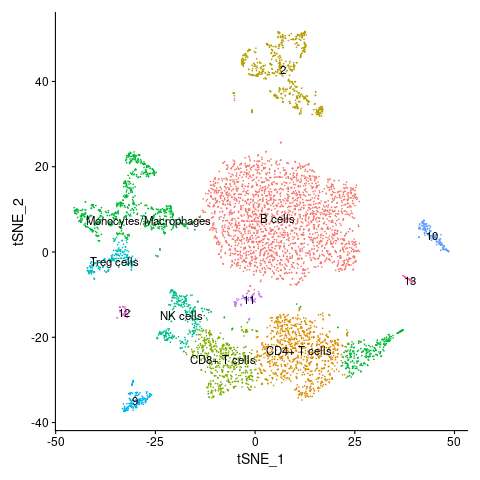 2
40
20
Monocytes/Macrophages
B cells
10
tSNE_2
0
Treg cells
13
11
12
NK cells
-20
CD8+ T cells
CD4+ T cells
9
-40
-50
-25
0
25
50
tSNE_1